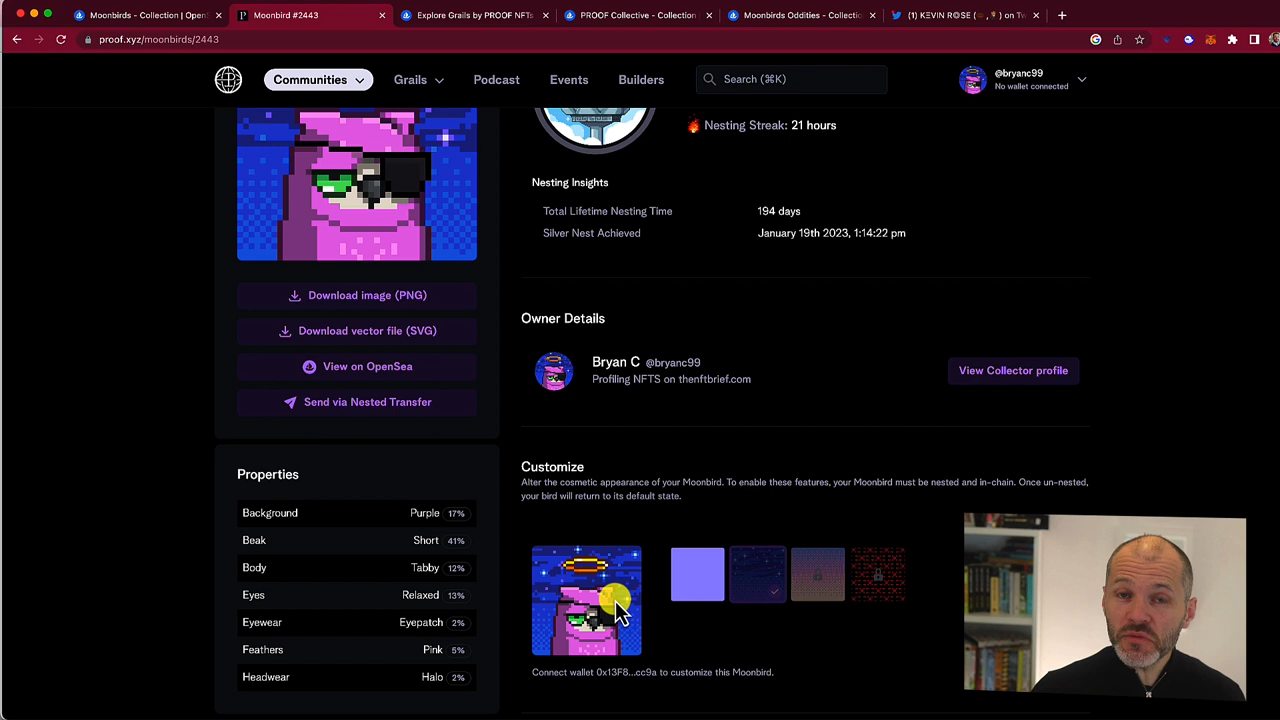 Moonbirds - Collection | OpenS
Moonbird #2443
Explore Grails by PROOF NFTs
PROOF Collective - Collection
Moonbirds Oddities - Collectio
(1) KΞVIN R
SE (
) on Tw
proof.xyz/moonbirds/2443
Communities
Grails
Podcast
Events
Builders
Search (⌘K)
@bryanc99
No wallet connected
Nesting Streak: 21 hours
Nesting Insights
Total Lifetime Nesting Time
194 days
Silver Nest Achieved
January 19th 2023, 1:14:22 pm
Download image (PNG)
Download vector file (SVG)
View on OpenSea
Send via Nested Transfer
Owner Details
Bryan C @bryanc99
Profiling NFTS on thenftbrief.com
View Collector profile
Properties
Background Purple 17%
Beak Short 41%
Body Tabby 12%
Eyes Relaxed 13%
Eyewear Eyepatch 2%
Feathers Pink 5%
Headwear Halo 2%
Customize
Alter the cosmetic appearance of your Moonbird. To enable these features, your Moonbird must be nested and in-chain. Once un-nested,
your bird will return to its default state.
Connect wallet 0x13F8...cc9a to customize this Moonbird.